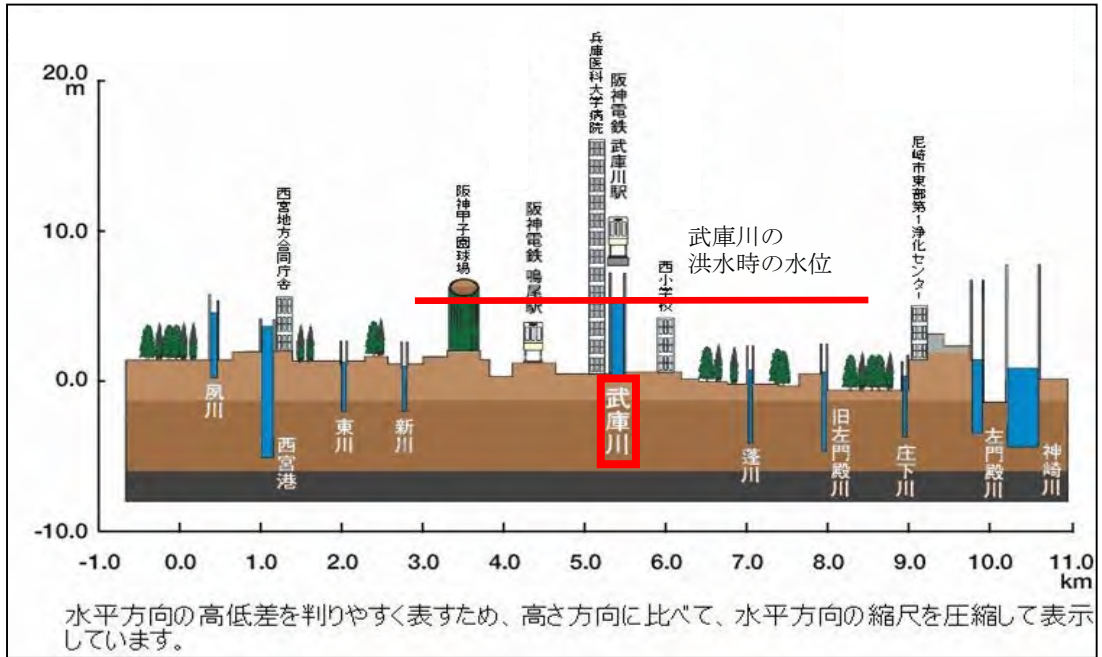 20.0
m
10.0
0.0
-10.0
-1.0 0.0 1.0 2.0 3.0 4.0 5.0 6.0 7.0 8.0 9.0 10.0 11.0
km
西宮地方合同庁舎
阪神甲子園球場
阪神電鉄 鳴尾駅
兵庫医科大学病院
阪神電鉄 武庫川駅
西小学校
尼崎市東部第1浄化センター
武庫川の
洪水時の水位
夙川
西宮港
東川
新川
武庫川
蓬川
旧左門殿川
庄下川
左門殿川
神崎川
水平方向の高低差を判りやすく表すため、高さ方向に比べて、水平方向の縮尺を圧縮して表示
しています。